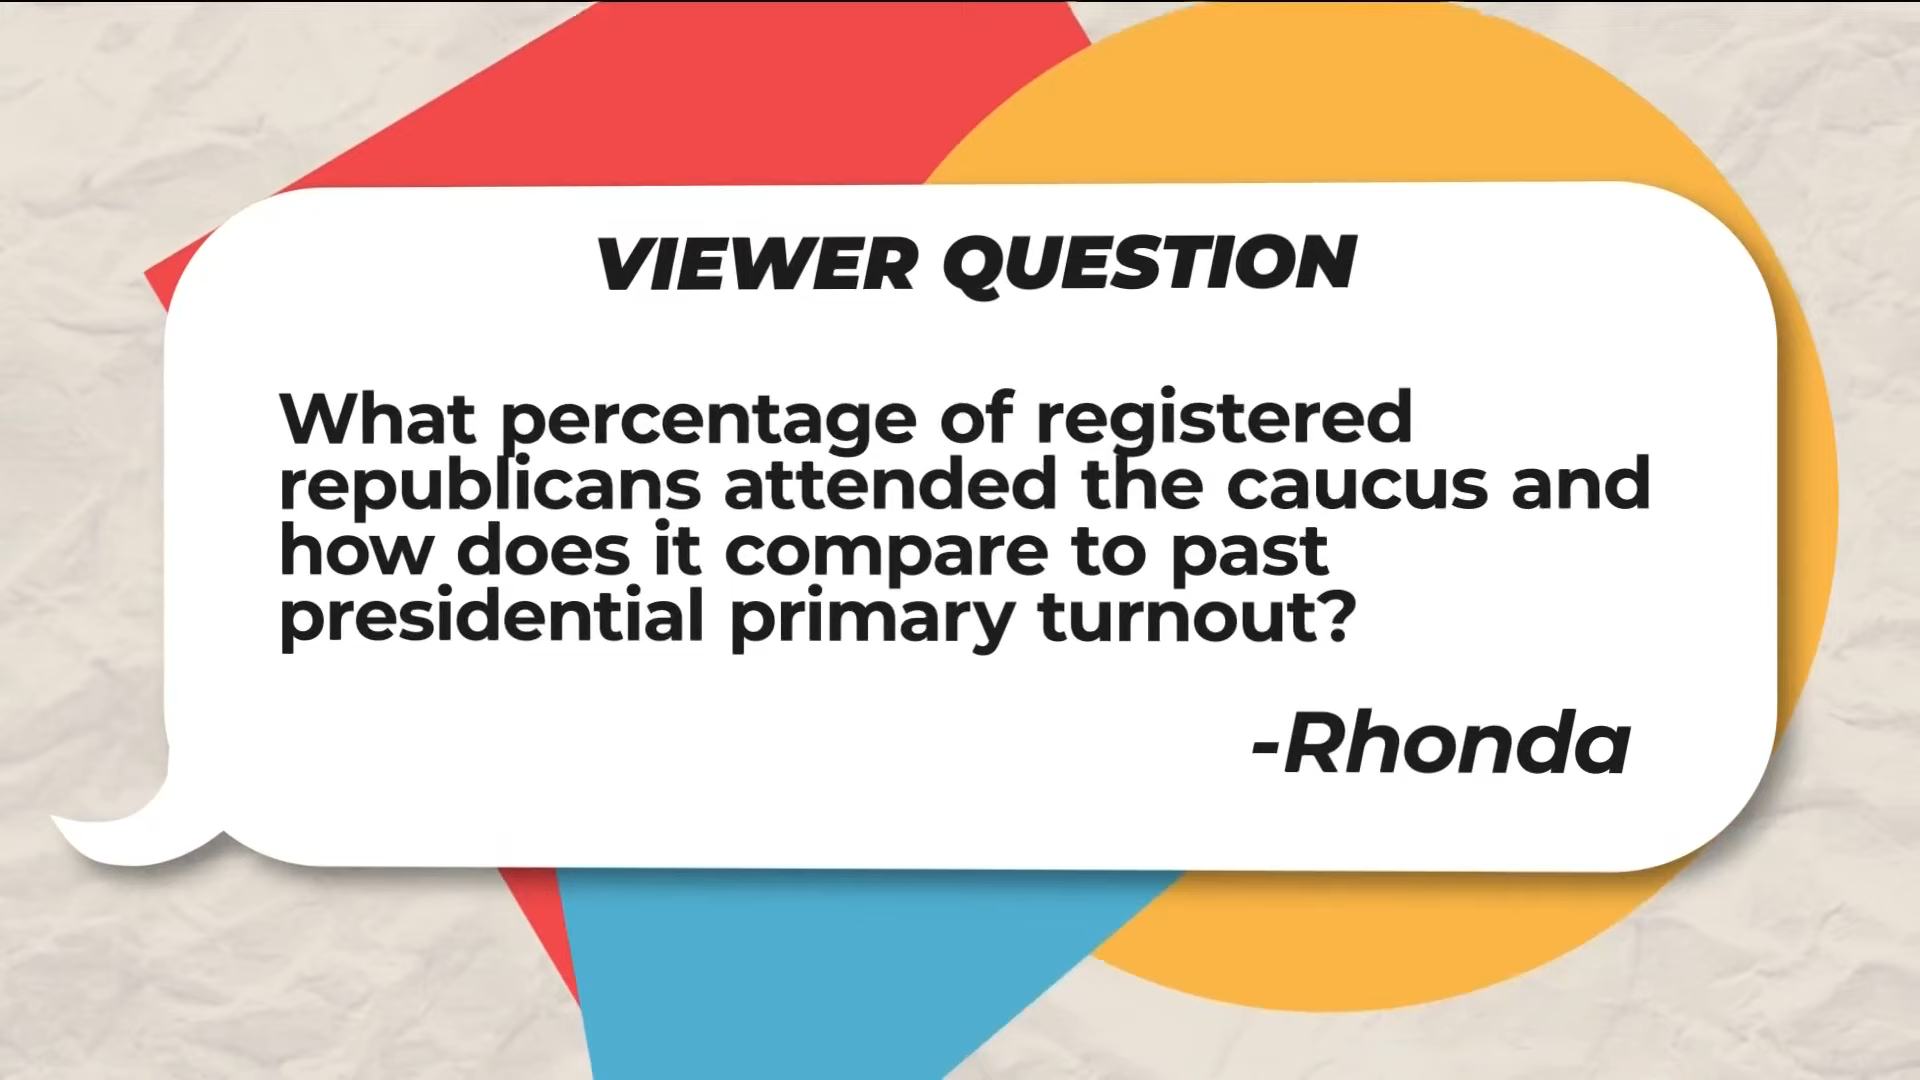 VIEWER QUESTION
What percentage of registered
republicans attended the caucus and
how does it compare to past
presidential primary turnout?
-Rhonda